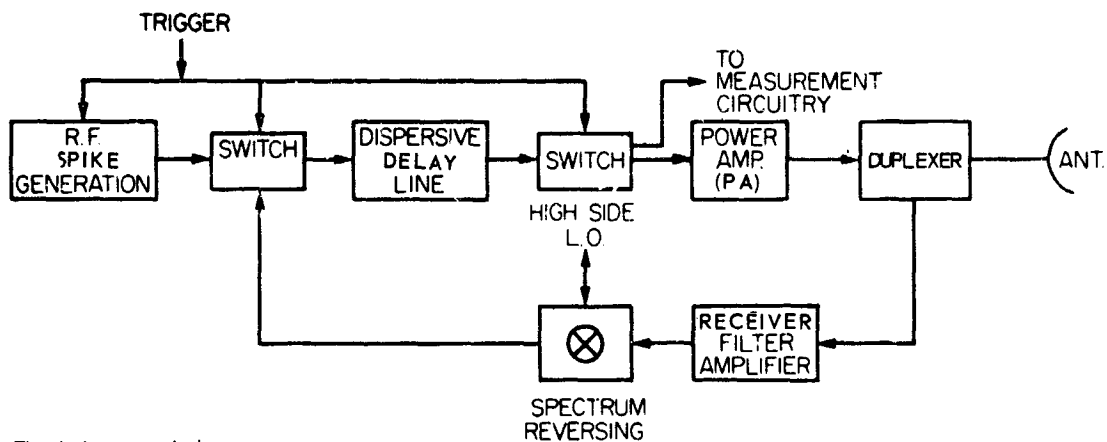 TRIGGER
TO
MEASUREMENT
CIRCUITRY
R.F.
SPIKE
GENERATION
SWITCH
DISPERSIVE
DELAY
LINE
SWITCH
POWER
AMP.
(PA)
DUPLEXER
ANT.
HIGH SIDE
L.O.
RECEIVER
FILTER
AMPLIFIER
SPECTRUM
REVERSING